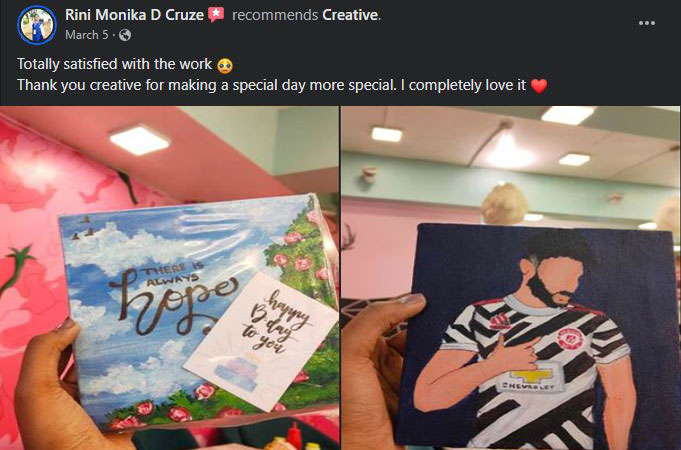 Rini Monika D Cruze recommends Creative.
March 5 ·
Totally satisfied with the work 🥹
Thank you creative for making a special day more special. I completely love it ❤️
THERE IS
ALWAYS
hope
happy
B'day
to you
CHEVROLET